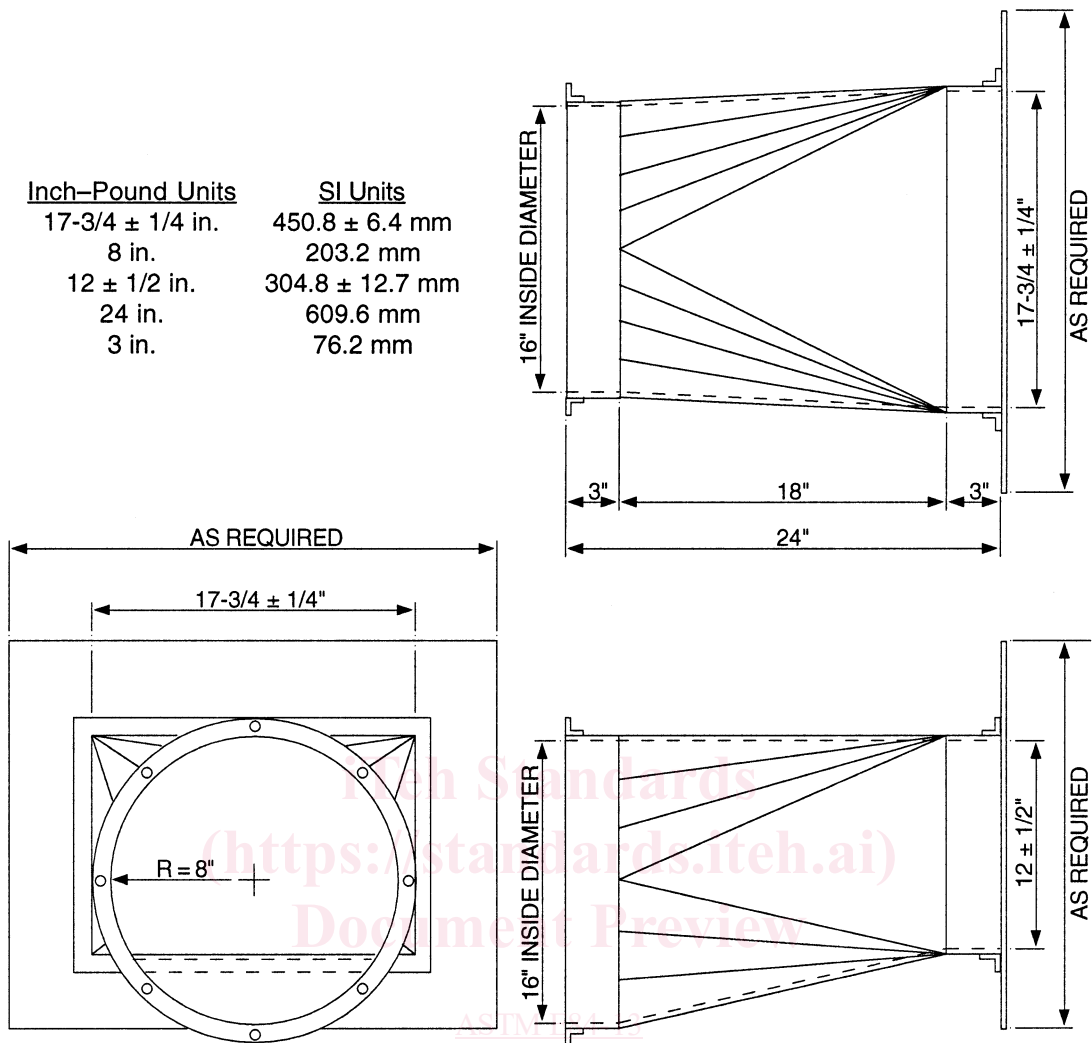 Inch–Pound Units SI Units
17-3/4 ± 1/4 in. 450.8 ± 6.4 mm
8 in. 203.2 mm
12 ± 1/2 in. 304.8 ± 12.7 mm
24 in. 609.6 mm
3 in. 76.2 mm
16" INSIDE DIAMETER
17-3/4 ± 1/4"
AS REQUIRED
3" 18" 3"
24"
AS REQUIRED
17-3/4 ± 1/4"
R = 8"
16" INSIDE DIAMETER
12 ± 1/2"
AS REQUIRED
iTeh Standards
(https://standards.iteh.ai)
Document Preview
ASTM E84-13